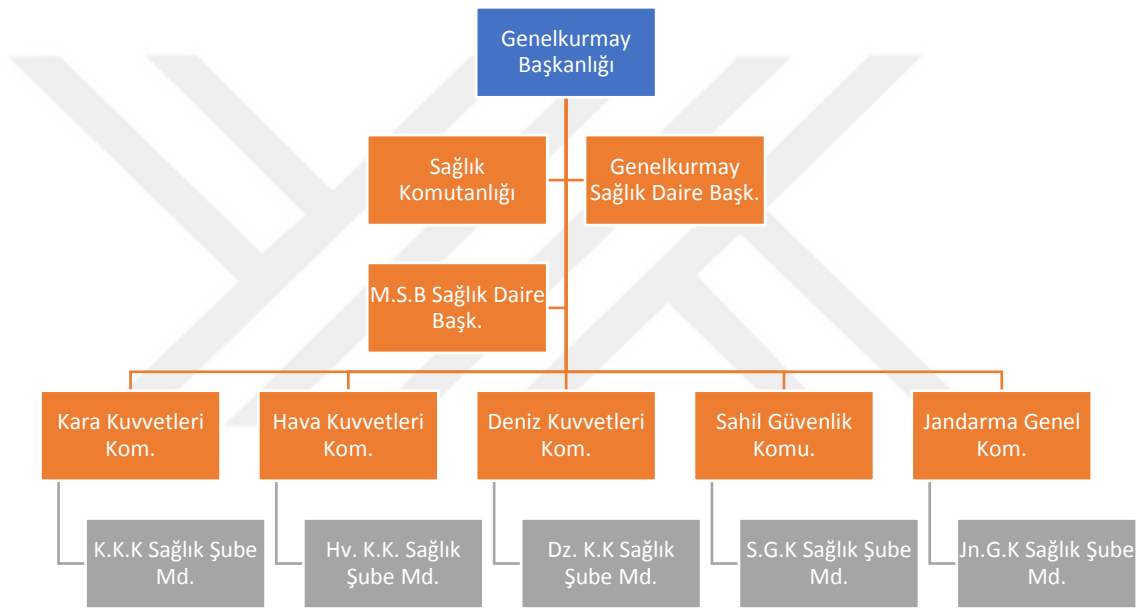 Genelkurmay
Başkanlığı
Sağlık
Komutanlığı
Genelkurmay
Sağlık Daire Başk.
M.S.B Sağlık Daire
Başk.
Kara Kuvvetleri
Kom.
Hava Kuvvetleri
Kom.
Deniz Kuvvetleri
Kom.
Sahil Güvenlik
Komu.
Jandarma Genel
Kom.
K.K.K Sağlık Şube
Md.
Hv. K.K. Sağlık
Şube Md.
Dz. K.K Sağlık
Şube Md.
S.G.K Sağlık Şube
Md.
Jn.G.K Sağlık Şube
Md.